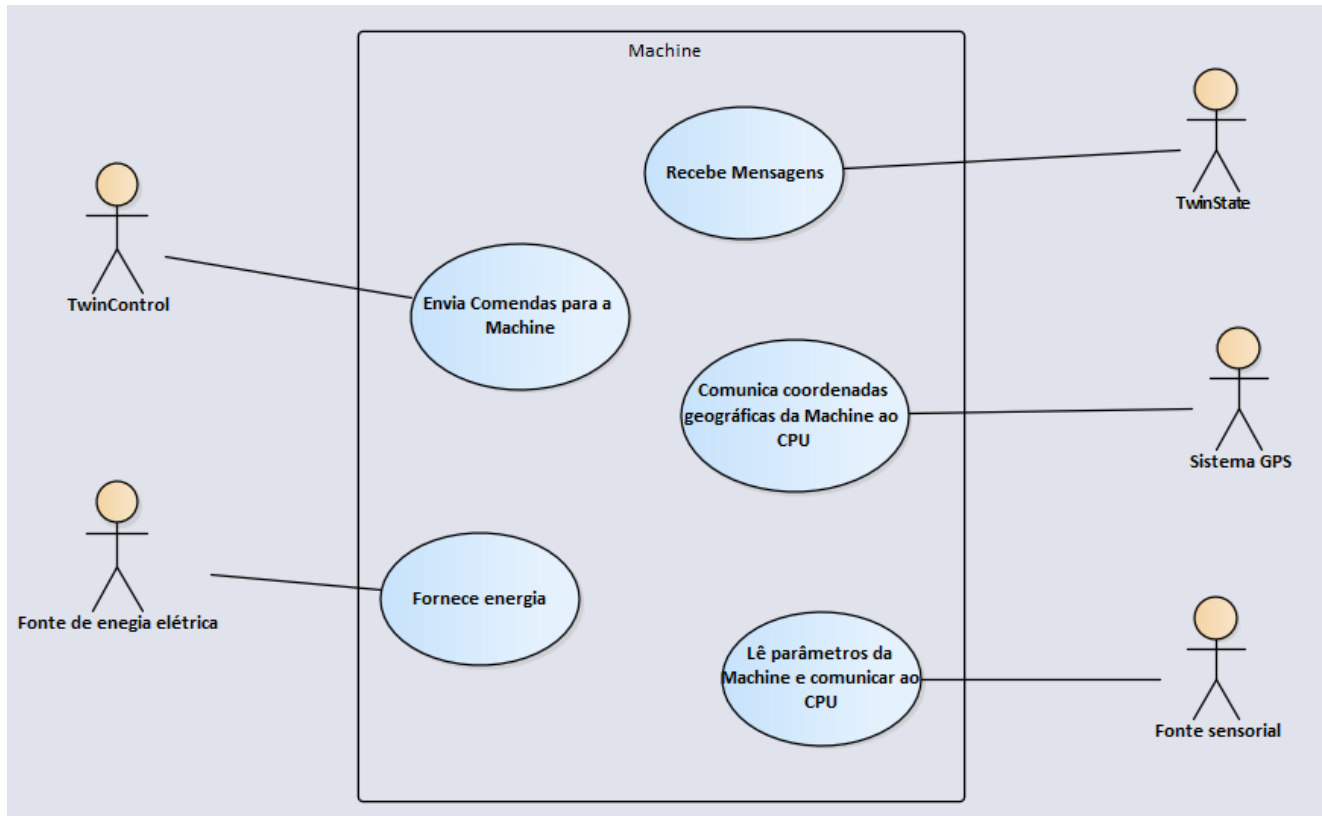 Machine
Recebe Mensagens
TwinState
TwinControl
Envia Comendas para a
Machine
Comunica coordenadas
geográficas da Machine ao
CPU
Sistema GPS
Fonte de enegia elétrica
Fornece energia
Lê parâmetros da
Machine e comunicar ao
CPU
Fonte sensorial